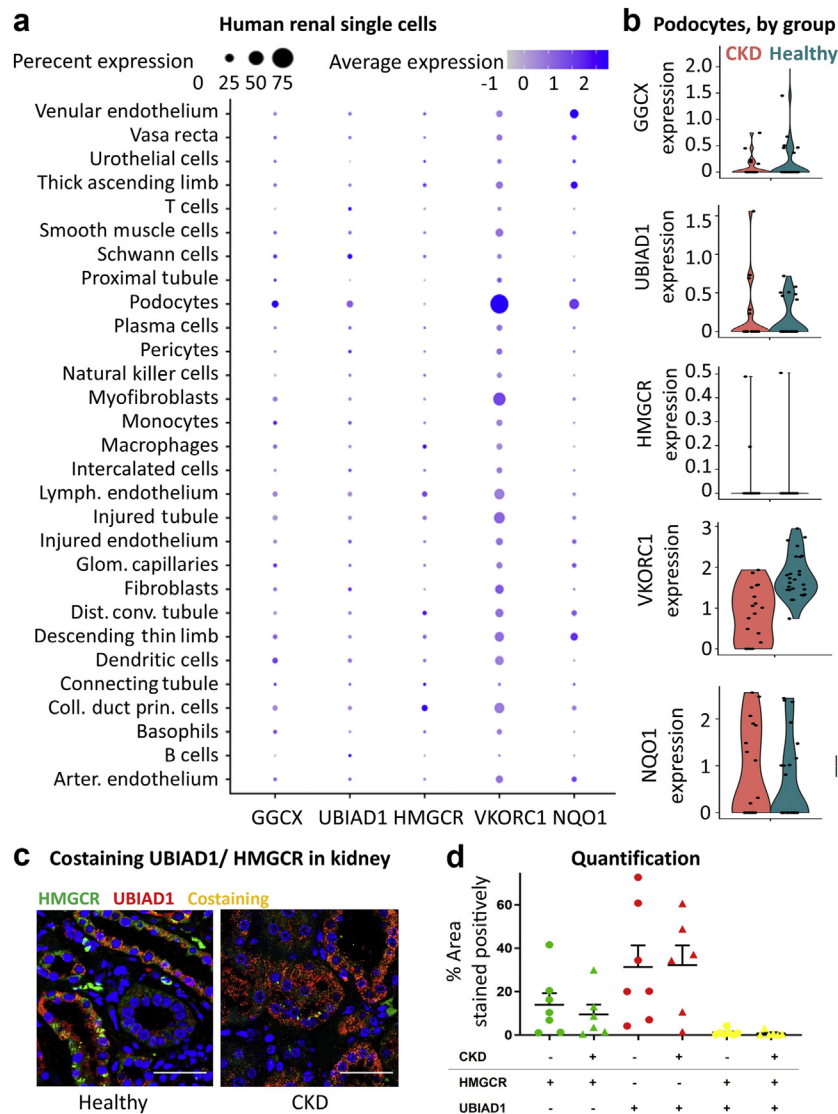 a
Human renal single cells
Perecent expression
Average expression
0 25 50 75
-1 0 1 2
Venular endothelium
Vasa recta
Urothelial cells
Thick ascending limb
T cells
Smooth muscle cells
Schwann cells
Proximal tubule
Podocytes
Plasma cells
Pericytes
Natural killer cells
Myofibroblasts
Monocytes
Macrophages
Intercalated cells
Lymph. endothelium
Injured tubule
Injured endothelium
Glom. capillaries
Fibroblasts
Dist. conv. tubule
Descending thin limb
Dendritic cells
Connecting tubule
Coll. duct prin. cells
Basophils
B cells
Arter. endothelium
GGCX UBIAD1 HMGCR VKORC1 NQO1
b
Podocytes, by group
CKD Healthy
GGCX
expression
2.0
1.5
1.0
0.5
0
UBIAD1
expression
1.5
1.0
0.5
0
HMGCR
expression
0.5
0.4
0.3
0.2
0.1
0
VKORC1
expression
3
2
1
0
NQO1
expression
2
1
0
c
Costaining UBIAD1/ HMGCR in kidney
HMGCR UBIAD1 Costaining
Healthy CKD
d
Quantification
% Area
stained positively
60
40
20
0
CKD - + - + - +
HMGCR + + - - + +
UBIAD1 - - + + + +